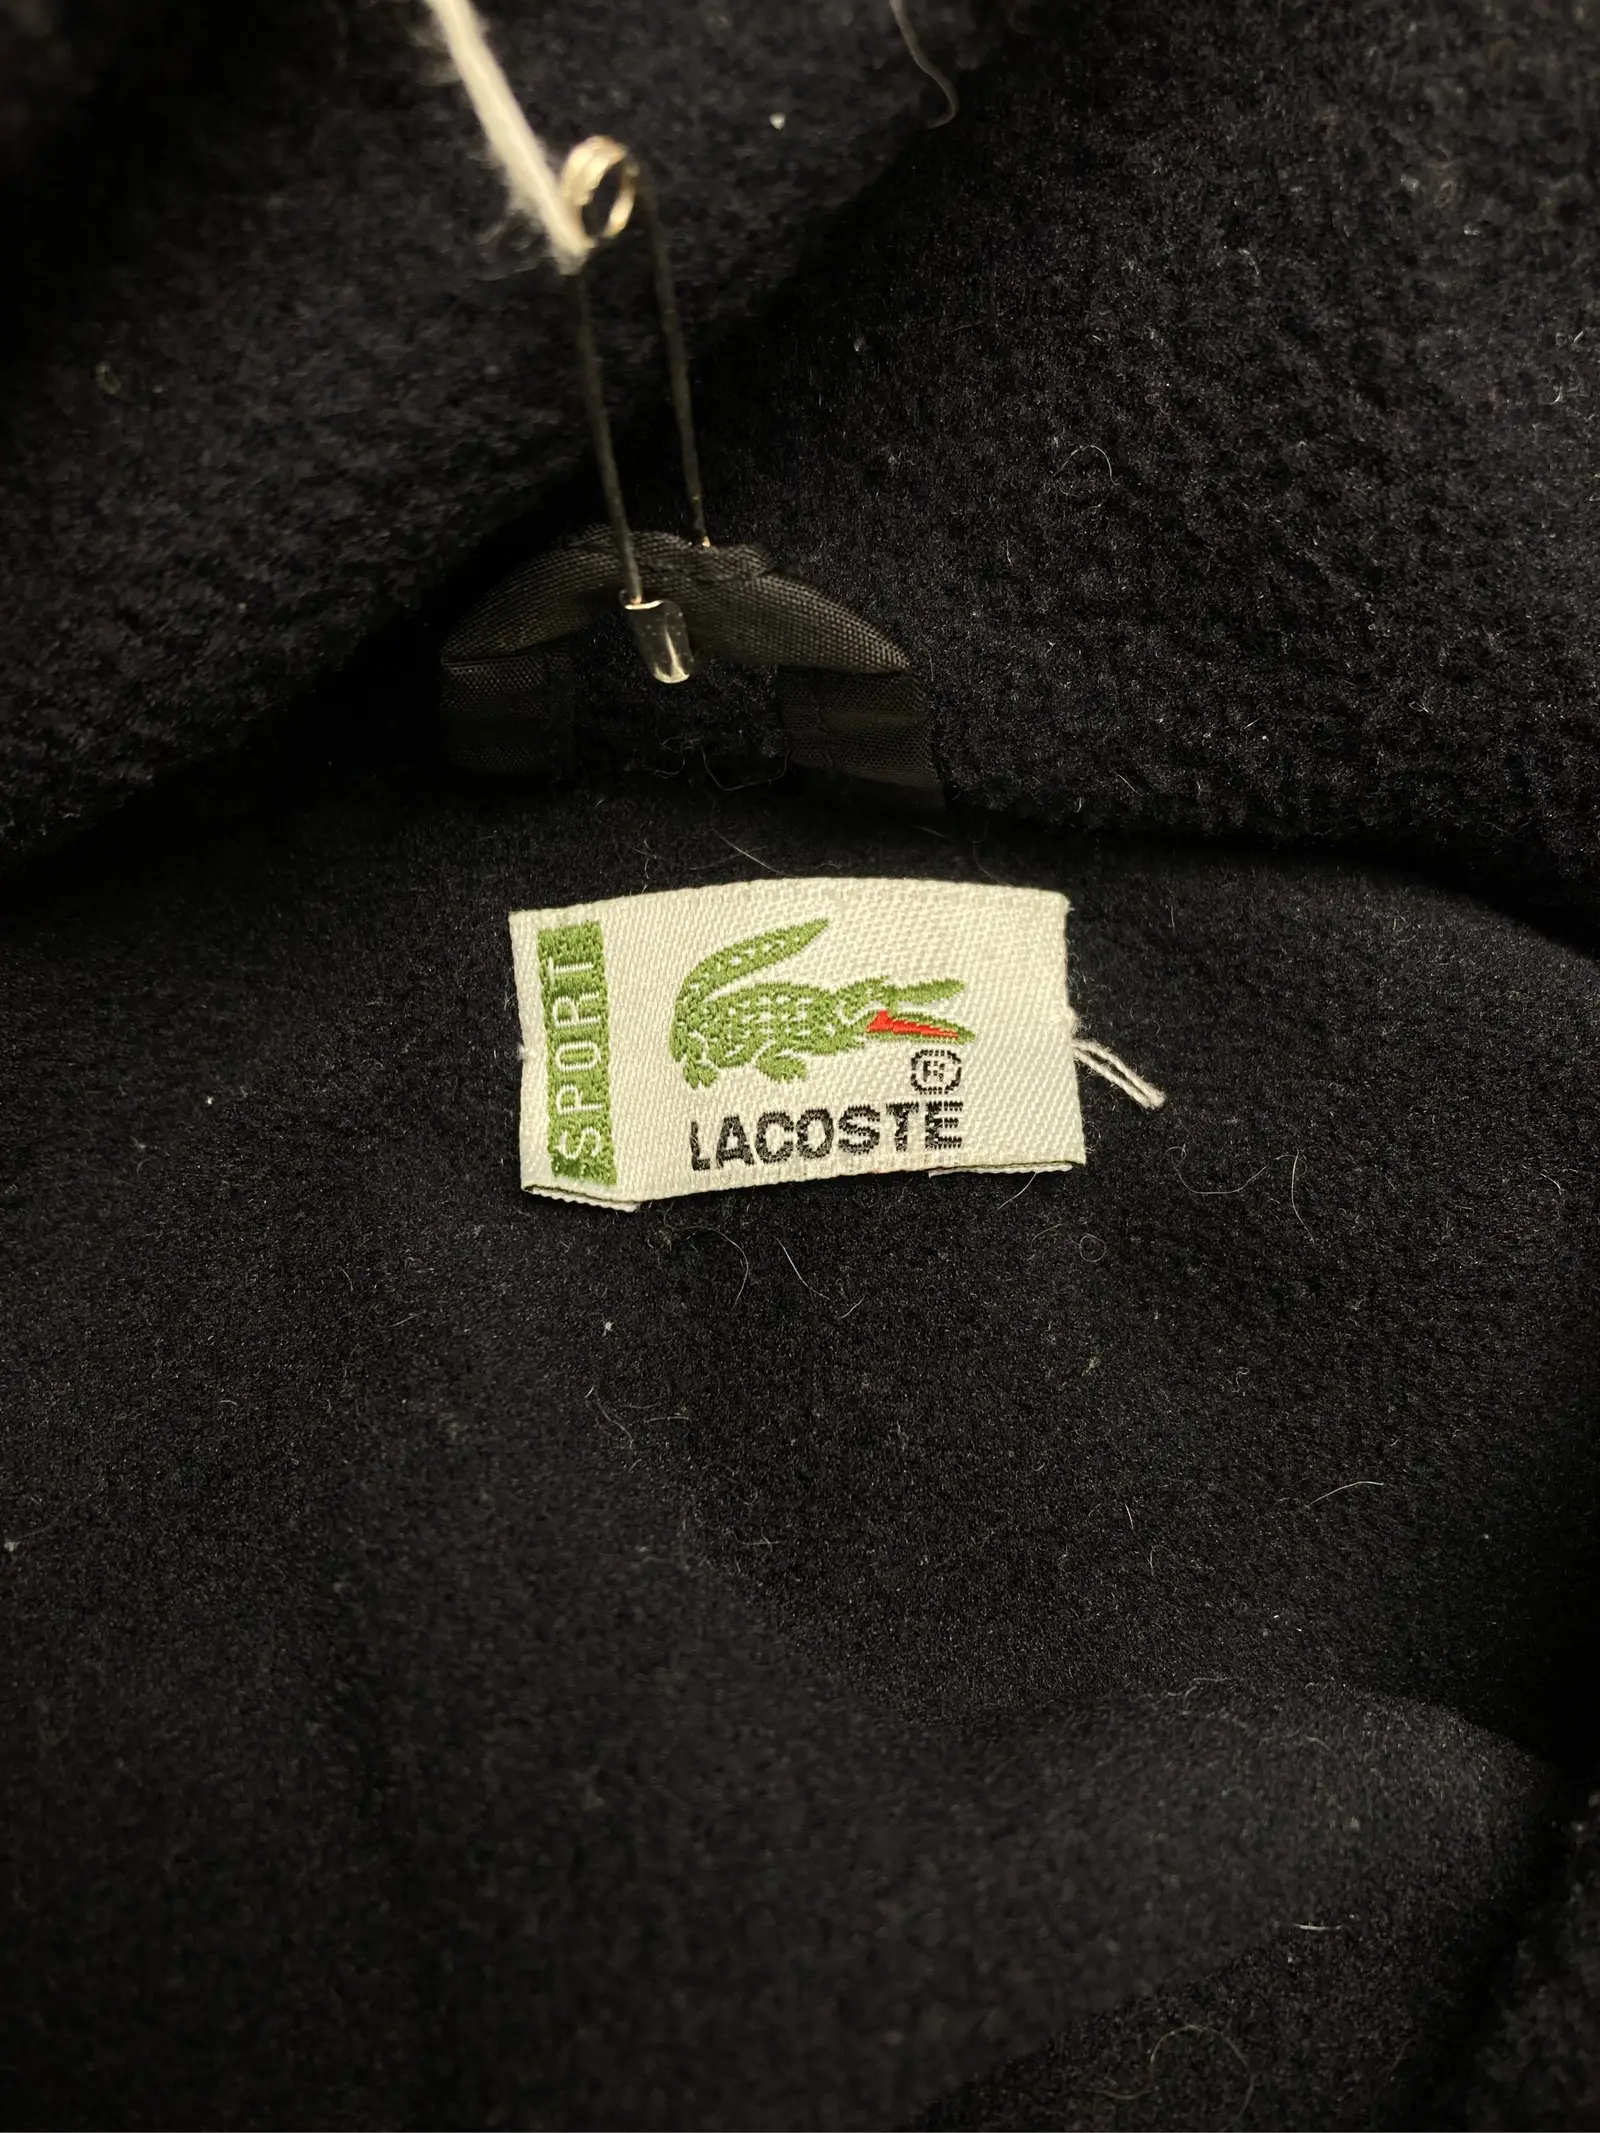 SPORT
®
LACOSTE